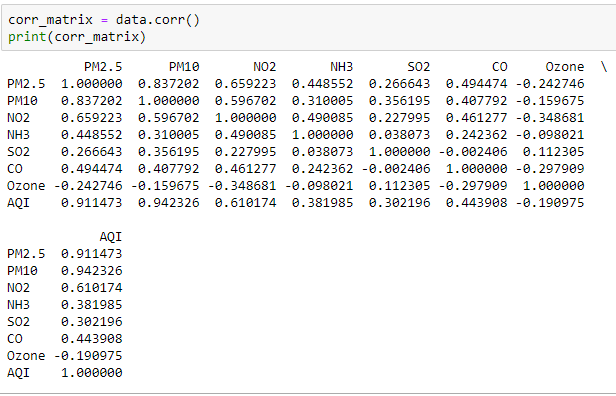 corr_matrix = data.corr()
print(corr_matrix)
PM2.5 PM10 NO2 NH3 SO2 CO Ozone \
PM2.5 1.000000 0.837202 0.659223 0.448552 0.266643 0.494474 -0.242746
PM10 0.837202 1.000000 0.596702 0.310005 0.356195 0.407792 -0.159675
NO2 0.659223 0.596702 1.000000 0.490085 0.227995 0.461277 -0.348681
NH3 0.448552 0.310005 0.490085 1.000000 0.038073 0.242362 -0.098021
SO2 0.266643 0.356195 0.227995 0.038073 1.000000 -0.002406 0.112305
CO 0.494474 0.407792 0.461277 0.242362 -0.002406 1.000000 -0.297909
Ozone -0.242746 -0.159675 -0.348681 -0.098021 0.112305 -0.297909 1.000000
AQI 0.911473 0.942326 0.610174 0.381985 0.302196 0.443908 -0.190975
AQI
PM2.5 0.911473
PM10 0.942326
NO2 0.610174
NH3 0.381985
SO2 0.302196
CO 0.443908
Ozone -0.190975
AQI 1.000000